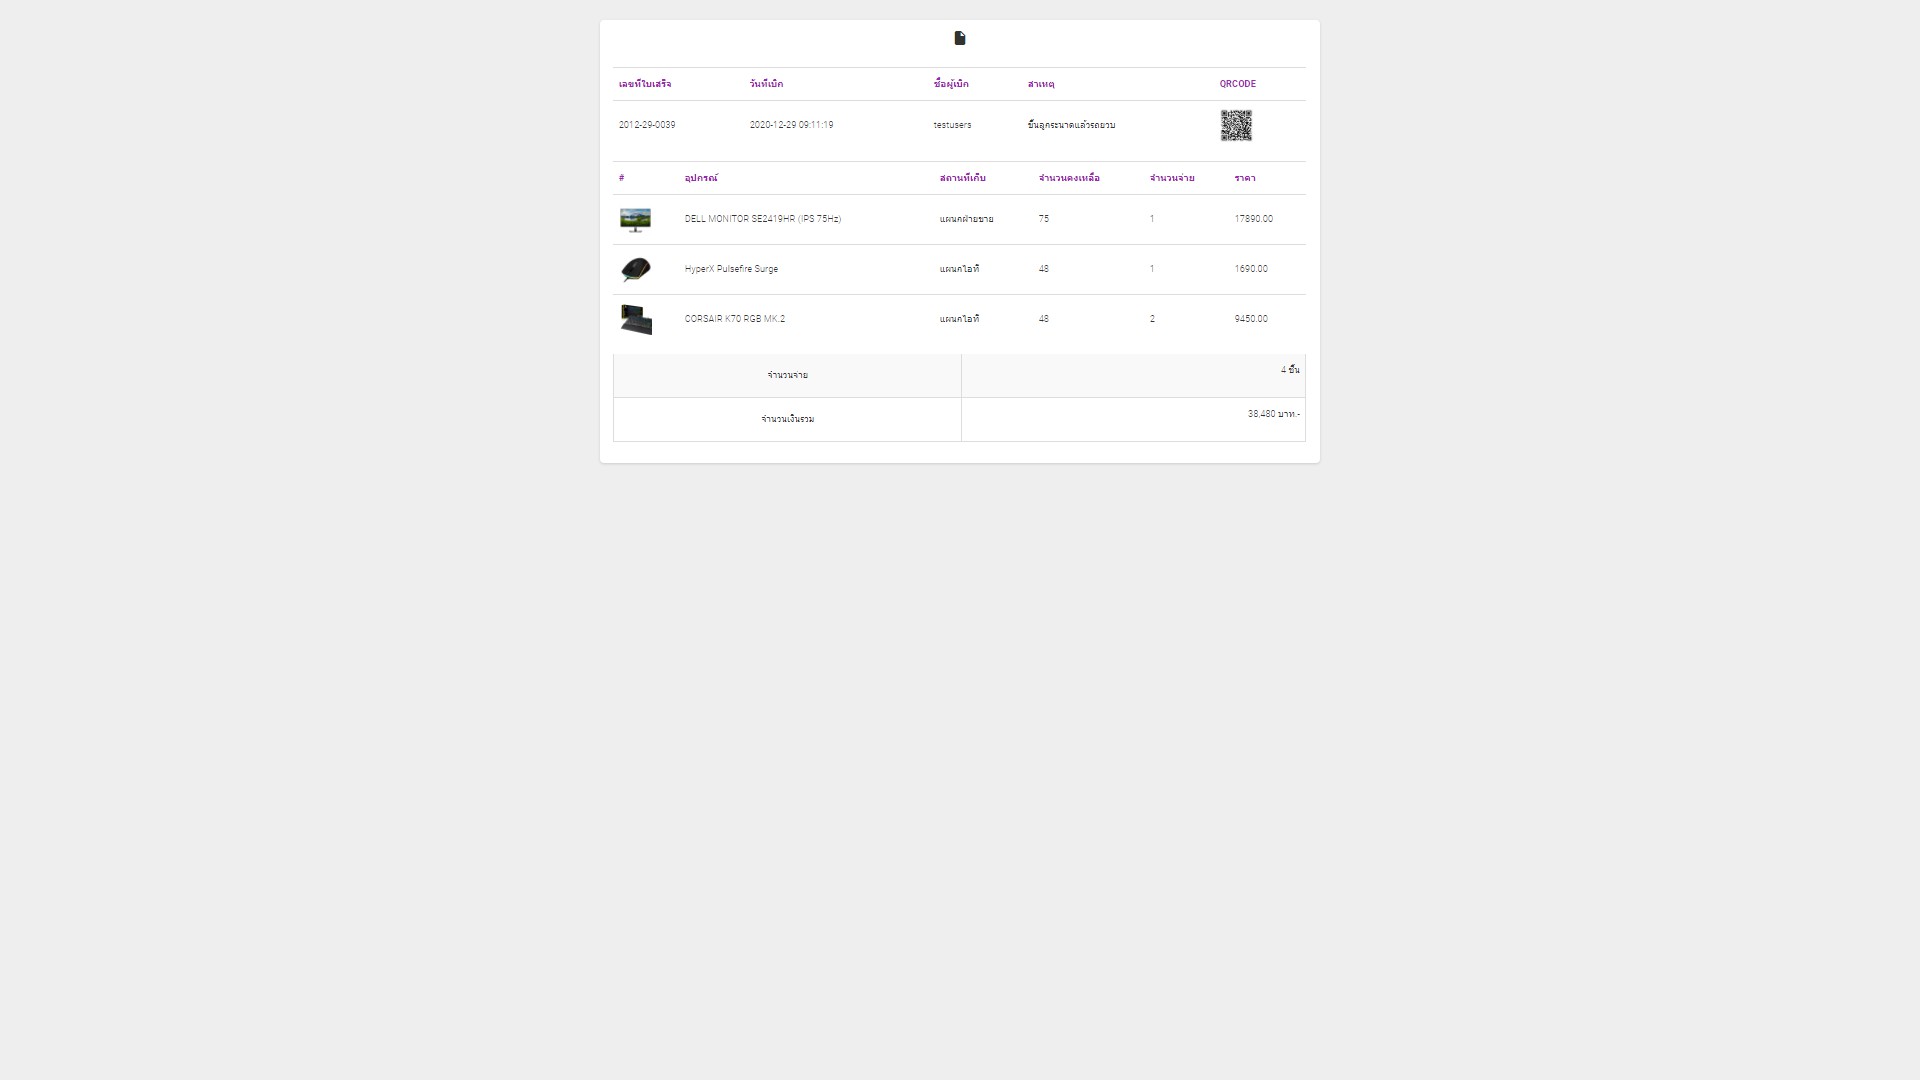 เลขที่ใบเสร็จ วันที่เบิก ชื่อผู้เบิก สาเหตุ QRCODE
2012-29-0039 2020-12-29 09:11:19 testusers ขึ้นลูกระนาดแล้วรถยวบ
# อุปกรณ์ สถานที่เก็บ จำนวนคงเหลือ จำนวนจ่าย ราคา
DELL MONITOR SE2419HR (IPS 75Hz) แผนกฝ่ายขาย 75 1 17890.00
HyperX Pulsefire Surge แผนกไอที 48 1 1690.00
CORSAIR K70 RGB MK.2 แผนกไอที 48 2 9450.00
จำนวนจ่าย 4 ชิ้น
จำนวนเงินรวม 38,480 บาท.-